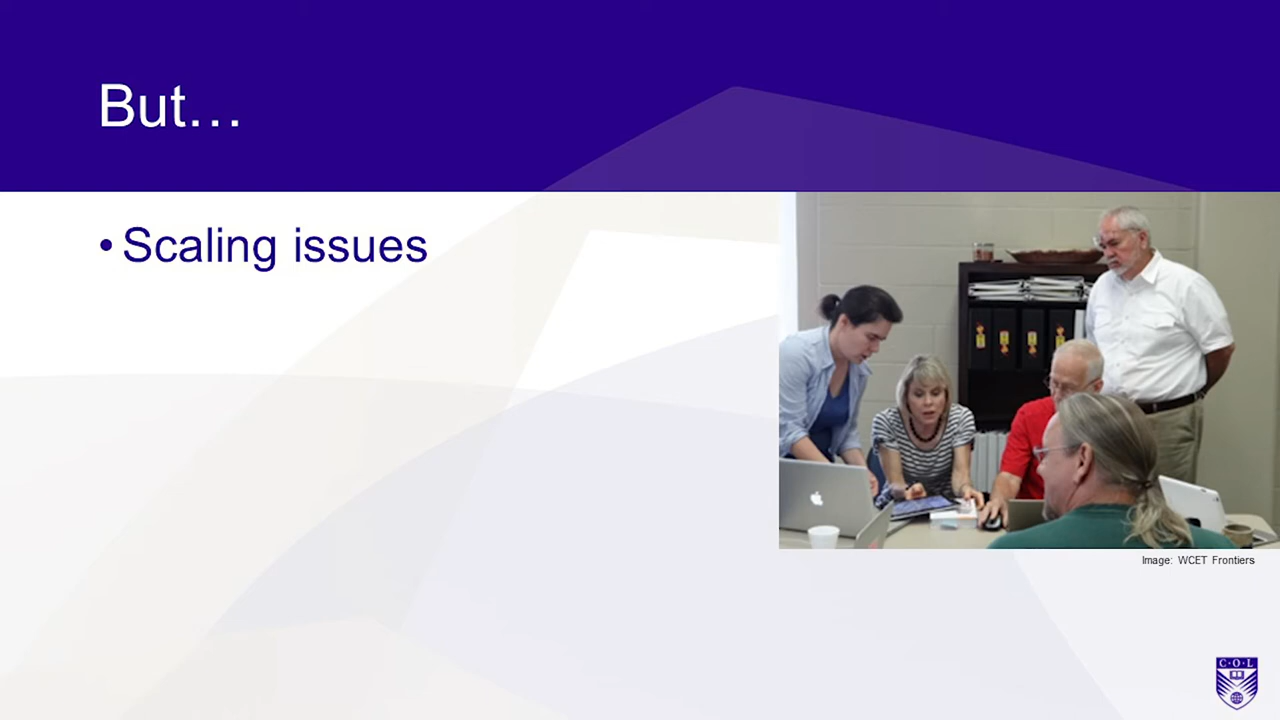 But…
• Scaling issues
Image: WCET Frontiers
C·O·L